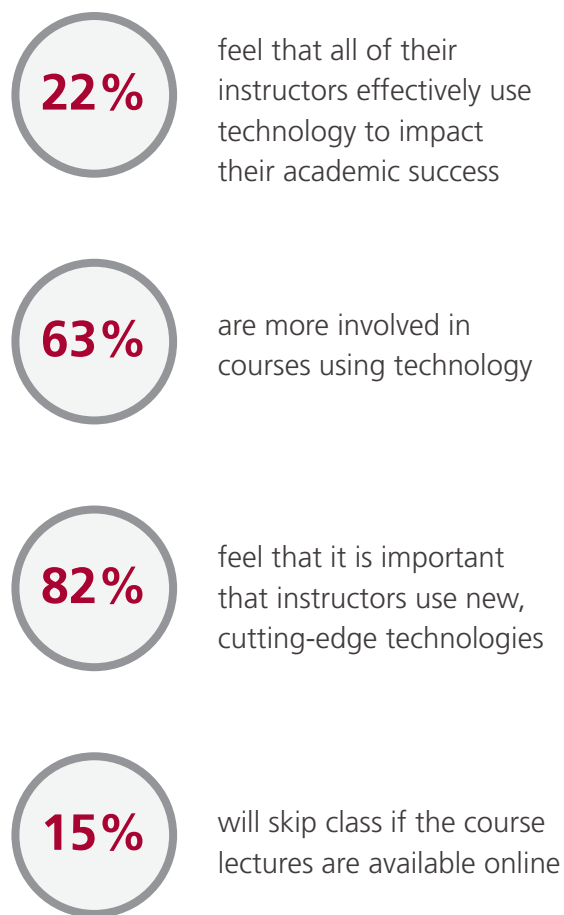 22%
feel that all of their
instructors effectively use
technology to impact
their academic success
63%
are more involved in
courses using technology
82%
feel that it is important
that instructors use new,
cutting-edge technologies
15%
will skip class if the course
lectures are available online